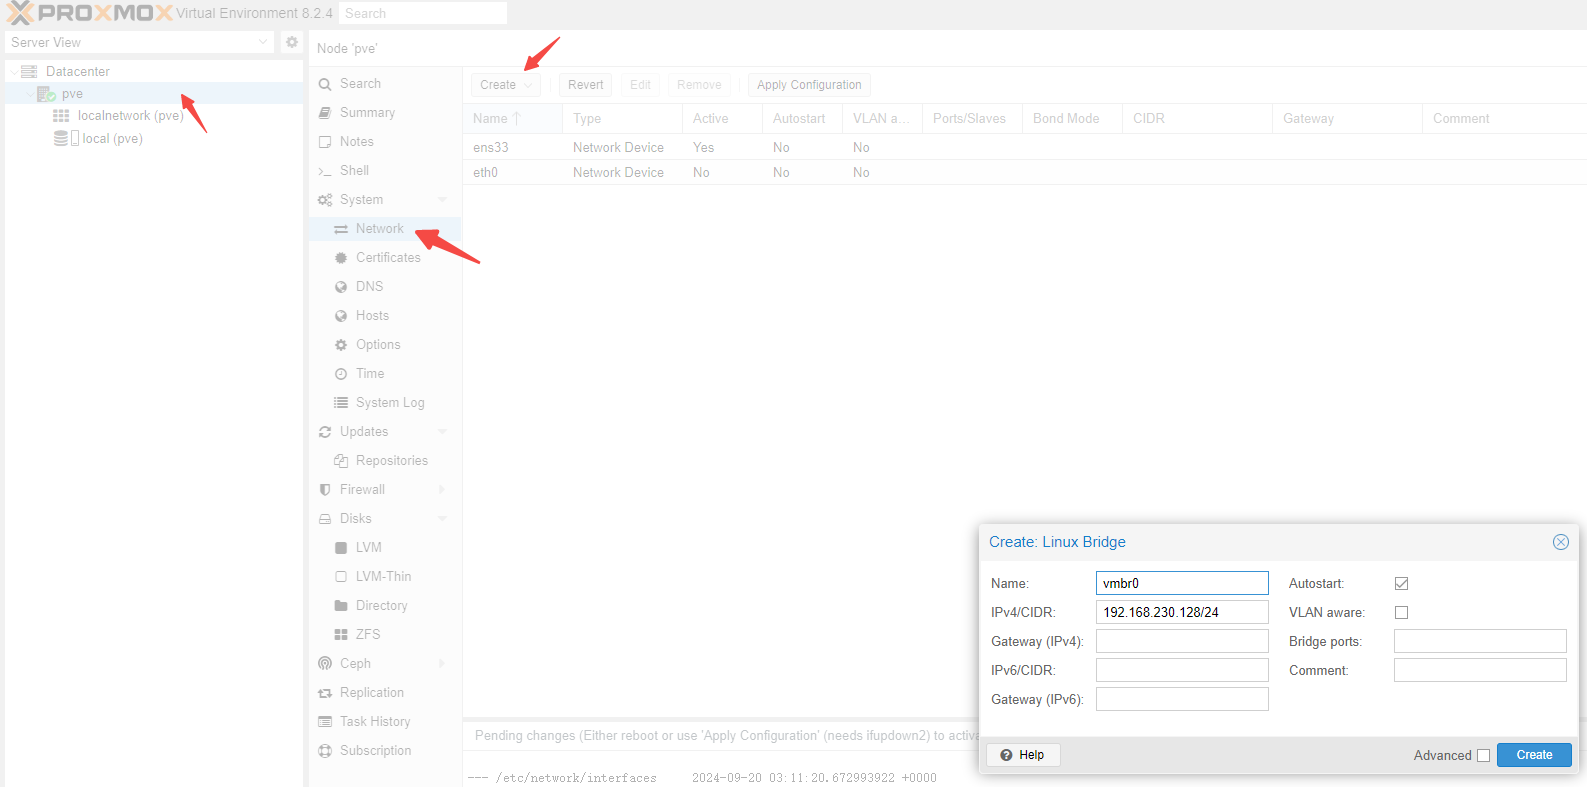 PROXMOX Virtual Environment 8.2.4 Search
Server View
Datacenter
pve
localnetwork (pve)
local (pve)
Node 'pve'
Search
Summary
Notes
Shell
System
Network
Certificates
DNS
Hosts
Options
Time
System Log
Updates
Repositories
Firewall
Disks
LVM
LVM-Thin
Directory
ZFS
Ceph
Replication
Task History
Subscription
Create Revert Edit Remove Apply Configuration
Name Type Active Autostart VLAN a... Ports/Slaves Bond Mode CIDR Gateway Comment
ens33 Network Device Yes No No
eth0 Network Device No No No
Pending changes (Either reboot or use 'Apply Configuration' (needs ifupdown2) to activa
--- /etc/network/interfaces 2024-09-20 03:11:20.672993922 +0000
Create: Linux Bridge
Name: vmbr0 Autostart:
IPv4/CIDR: 192.168.230.128/24 VLAN aware:
Gateway (IPv4): Bridge ports:
IPv6/CIDR: Comment:
Gateway (IPv6):
Help Advanced Create